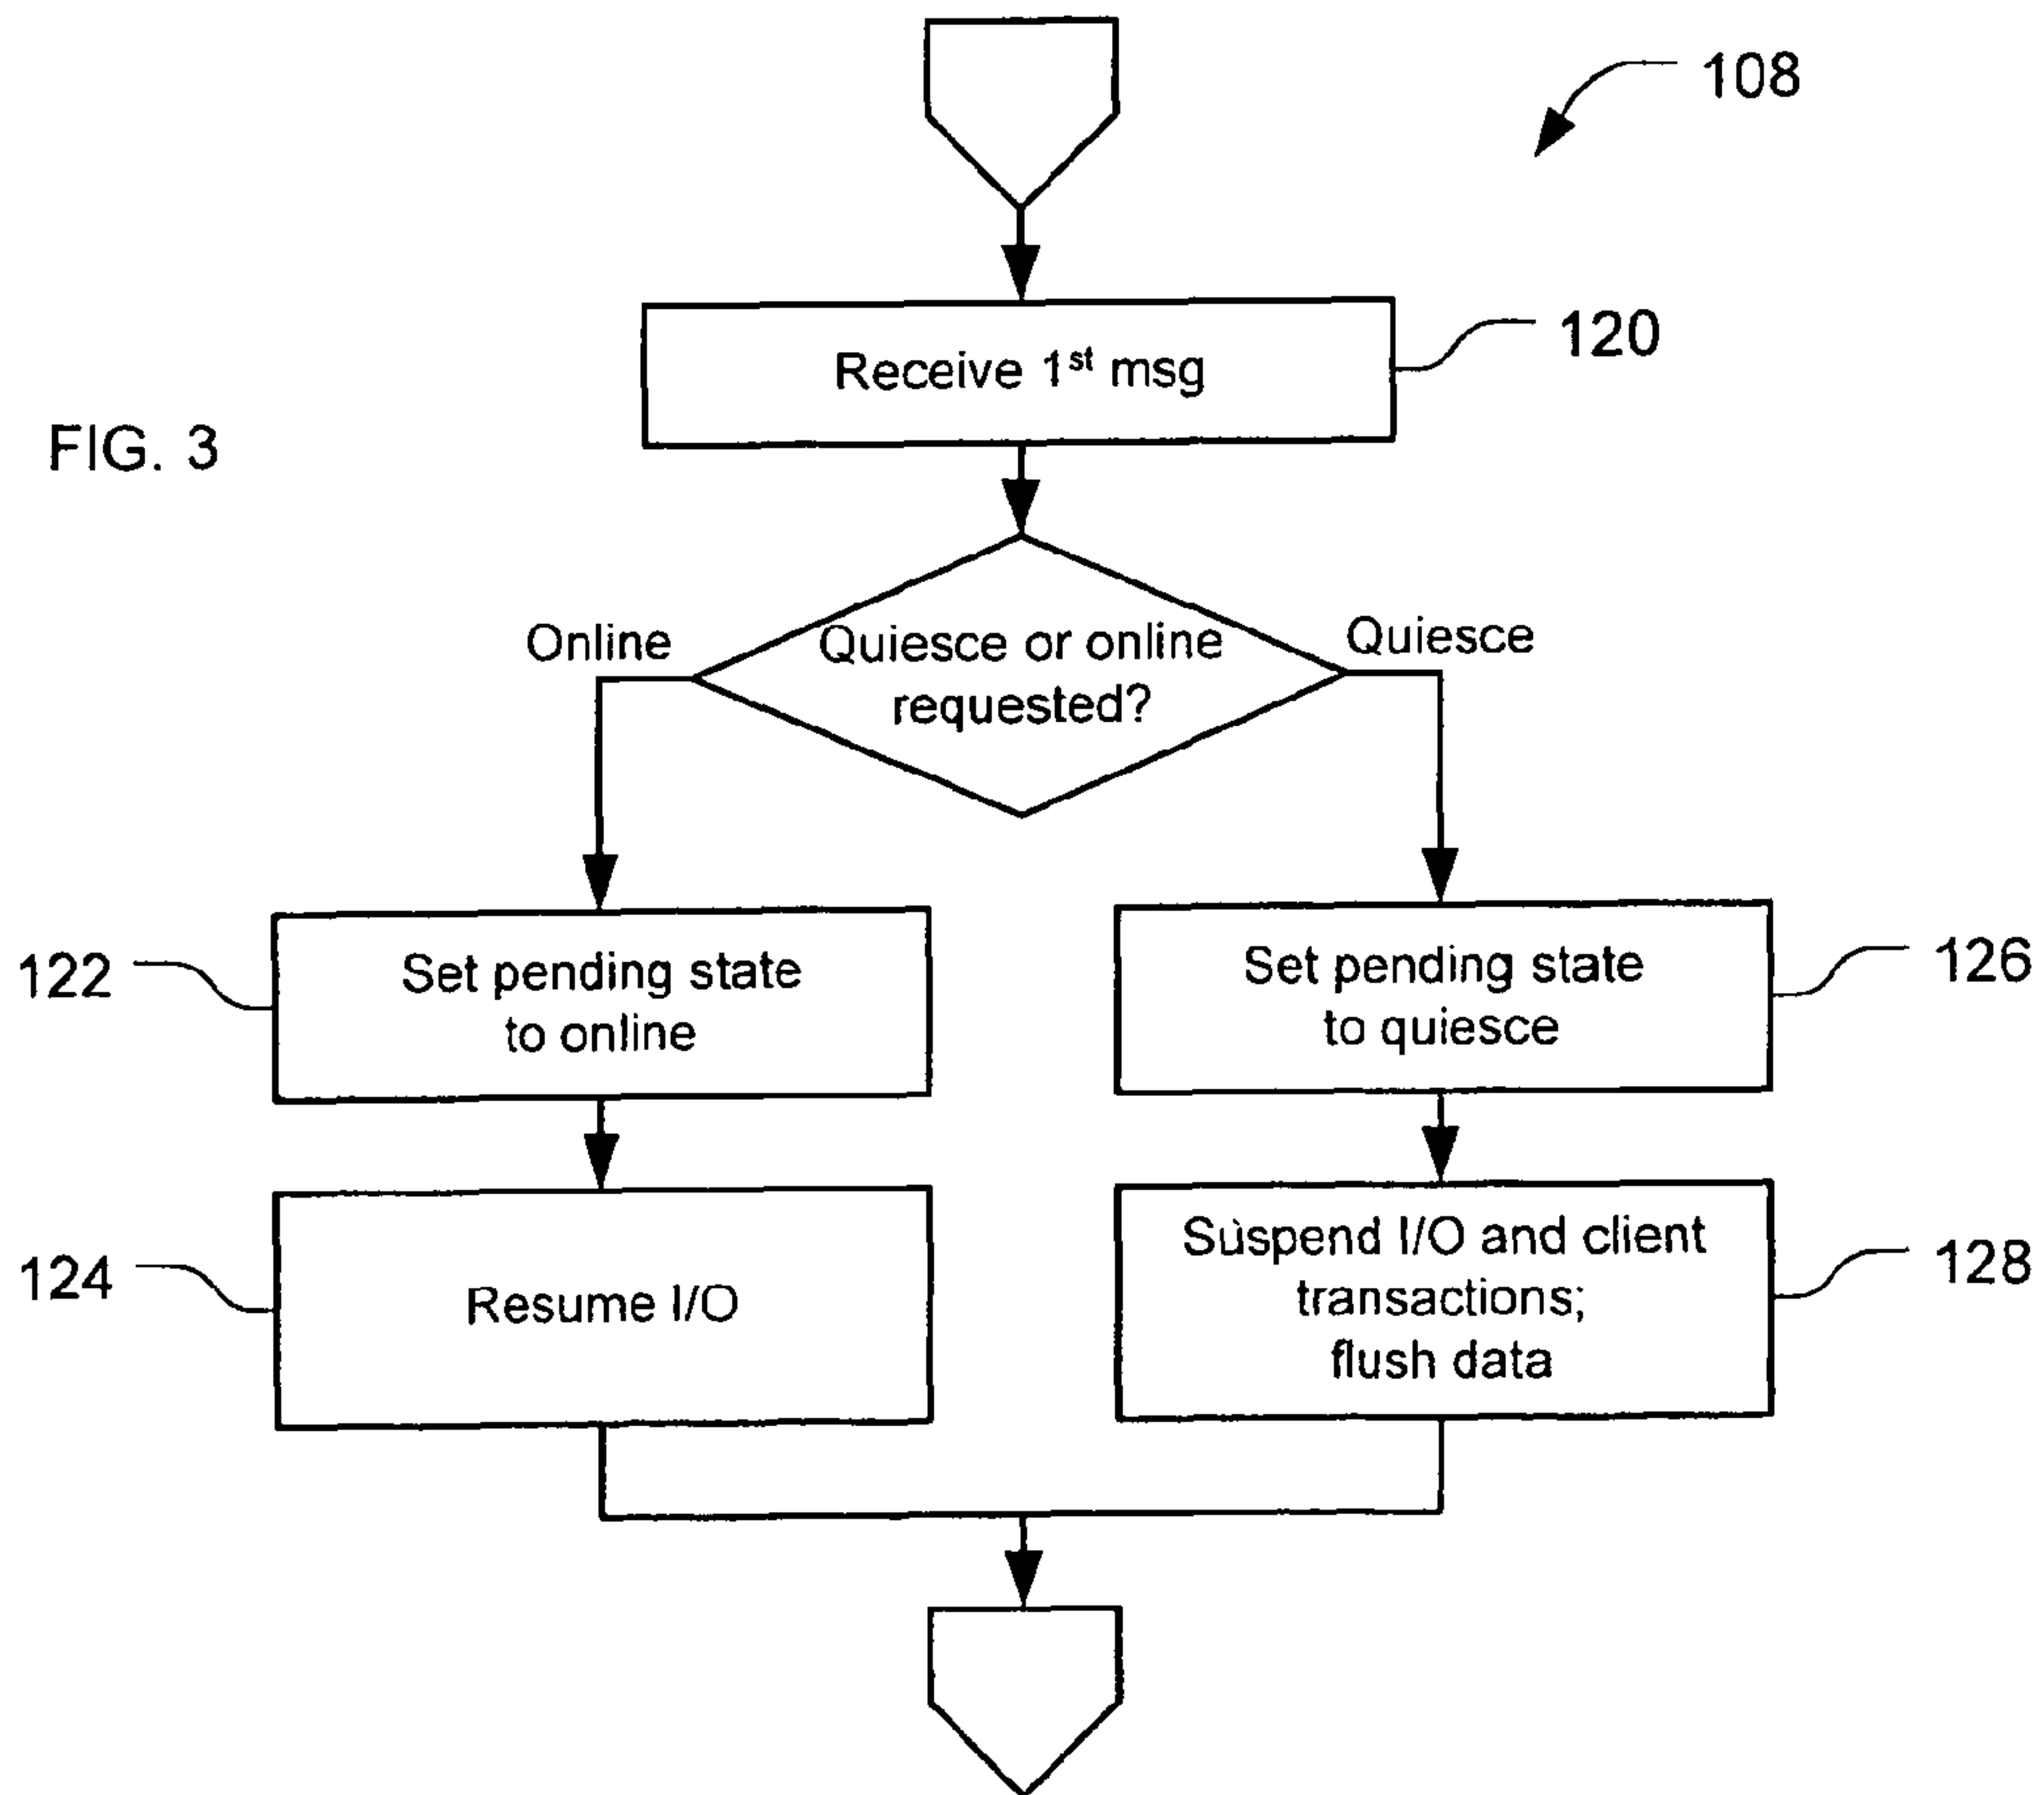 108
Receive 1st msg
120
FIG. 3
Online
Quiesce or online
requested?
Quiesce
122
Set pending state
to online
Set pending state
to quiesce
126
124
Resume I/O
Suspend I/O and client
transactions;
flush data
128